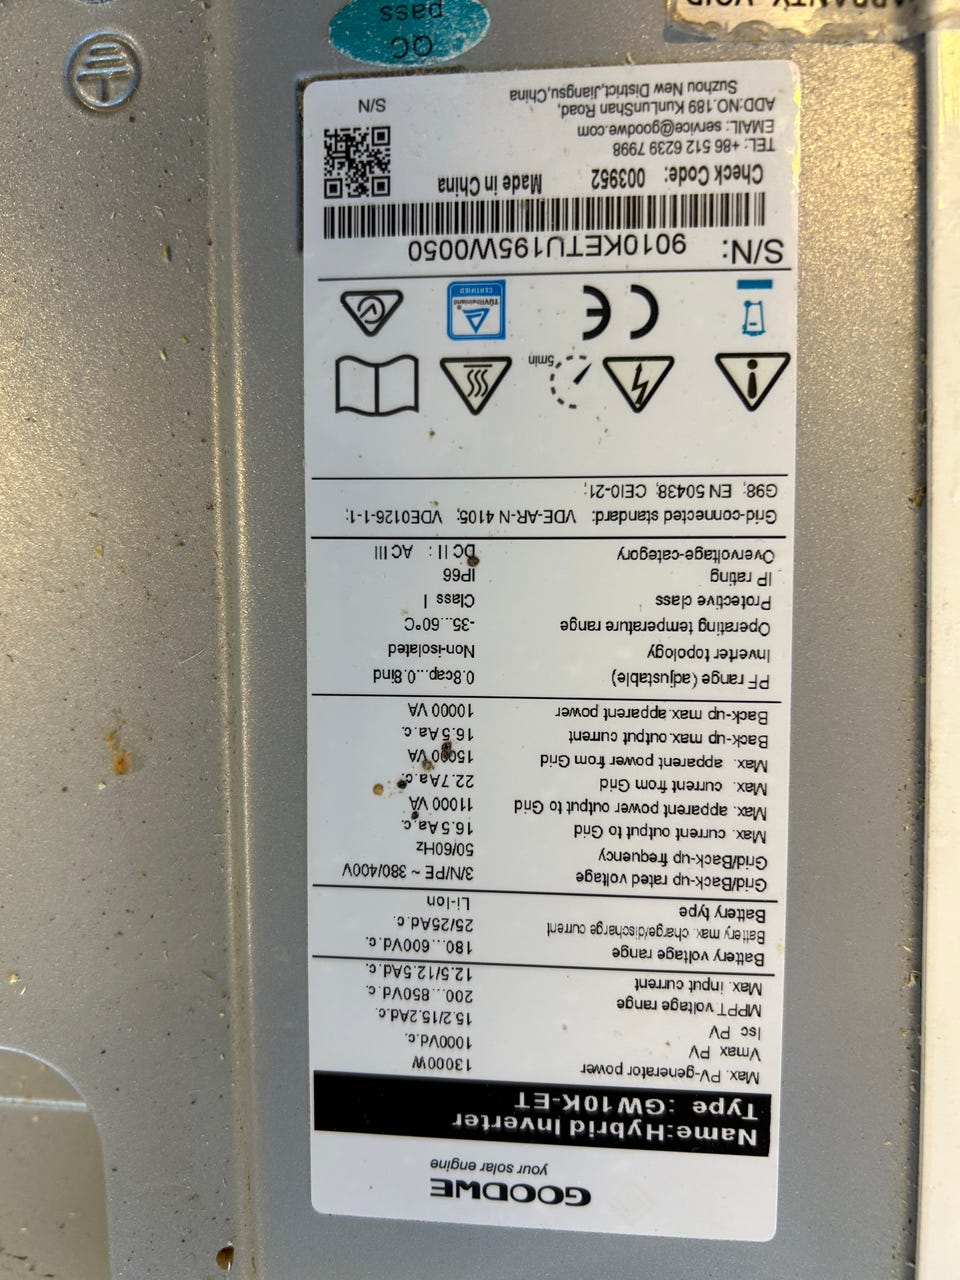 GOODWE
your solar engine
Name:Hybrid Inverter
Type :GW10K-ET
Max. PV-generator power 13000W
Vmax PV 1000Vd.c.
Isc PV 15.2/15.2Ad.c.
MPPT voltage range 200...850Vd.c.
Max. input current 12.5/12.5Ad.c.
Battery voltage range 180...600Vd.c.
Battery max. charge/discharge current 25/25Ad.c.
Battery type Li-Ion
Grid/Back-up rated voltage 3/N/PE ~ 380/400V
Grid/Back-up frequency 50/60Hz
Max. current output to Grid 16.5Aa.c.
Max. apparent power output to Grid 11000 VA
Max. current from Grid 22.7Aa.c.
Max. apparent power from Grid 15000 VA
Back-up max. output current 16.5Aa.c.
Back-up max. apparent power 10000 VA
PF range (adjustable) 0.8cap...0.8ind
Inverter topology Non-isolated
Operating temperature range -35...60°C
Protective class Class I
IP rating IP66
Overvoltage-category DC II : AC III
Grid-connected standard: VDE-AR-N 4105; VDE0126-1-1;
G98; EN 50438; CEI0-21;
5min
CE
TÜVRheinland
CERTIFIED
S/N: 9010KETU195W0050
Check Code: 003952 Made in China
TEL: +86 512 6239 7998
EMAIL: service@goodwe.com
ADD:NO.189 KunLunShan Road,
Suzhou New District,Jiangsu,China
S/N
QC
pass
WARRANTY VOID